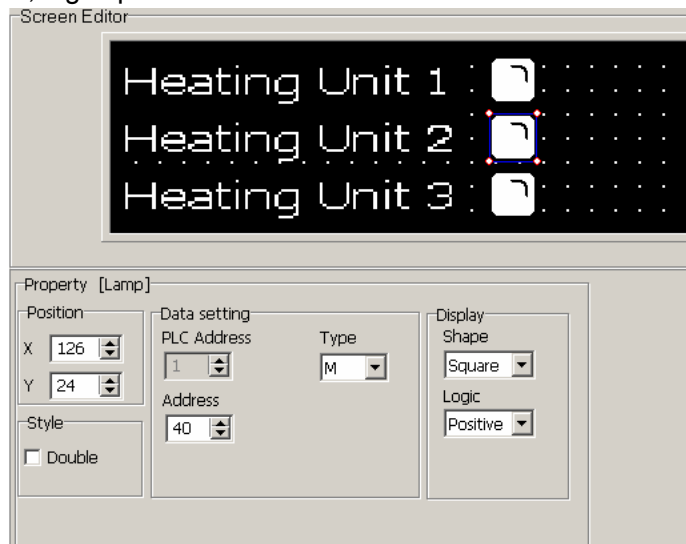 Screen Editor
Heating Unit 1
Heating Unit 2
Heating Unit 3
Property [Lamp]
Position
X 126
Y 24
Style
Double
Data setting
PLC Address
1
Type
M
Address
40
Display
Shape
Square
Logic
Positive